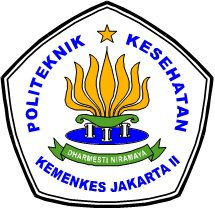 POLITEKNIK KESEHATAN
DHARMESTI NIRAMAYA
KEMENKES JAKARTA II